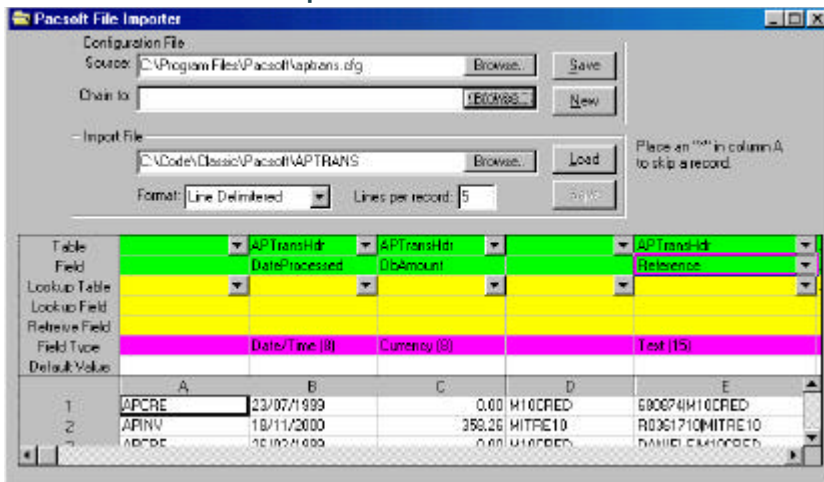 Pacsoft File Importer
Configuration File
Source: C:\Program Files\Pacsoft\aptrans.cfg Browse.. Save
Chain to: Browse.. New
Import File
C:\Code\Classic\Pacsoft\APTRANS Browse.. Load
Place an "*" in column A
to skip a record.
Format: Line Delimitered Lines per record: 5
Table APTransHdr APTransHdr APTransHdr
Field DateProcessed DbAmount Reference
Lookup Table
Lookup Field
Retreive Field
Field Type Date/Time (8) Currency (8) Text (15)
Default Value
A B C D E
1 APCRE 23/07/1999 0.00 M10CRED 680874|M10CRED
2 APINV 18/11/2000 358.26 MITRE10 R0361710|MITRE10